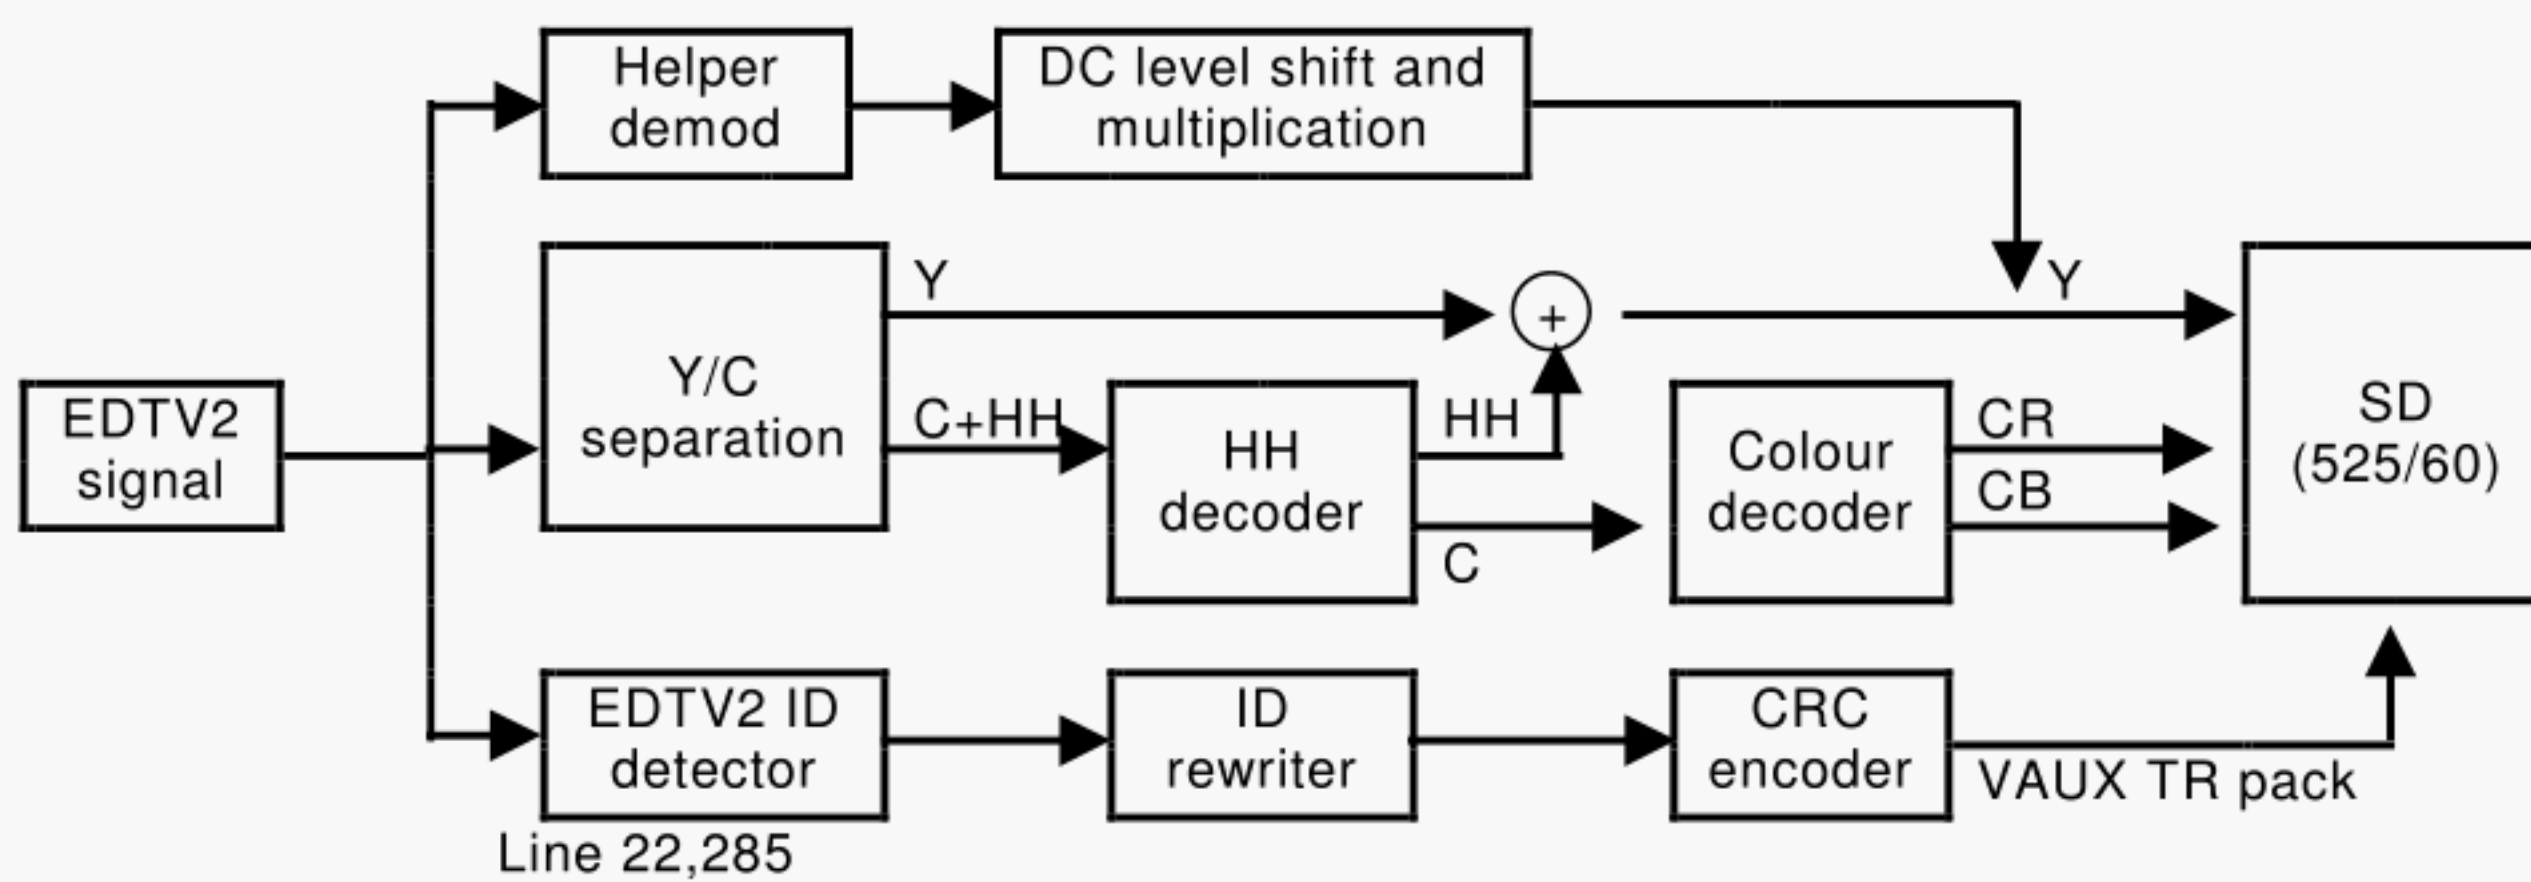 Helper
demod
DC level shift and
multiplication
Y
+
Y
EDTV2
signal
Y/C
separation
C+HH
HH
decoder
HH
C
Colour
decoder
CR
CB
SD
(525/60)
EDTV2 ID
detector
ID
rewriter
CRC
encoder
VAUX TR pack
Line 22,285